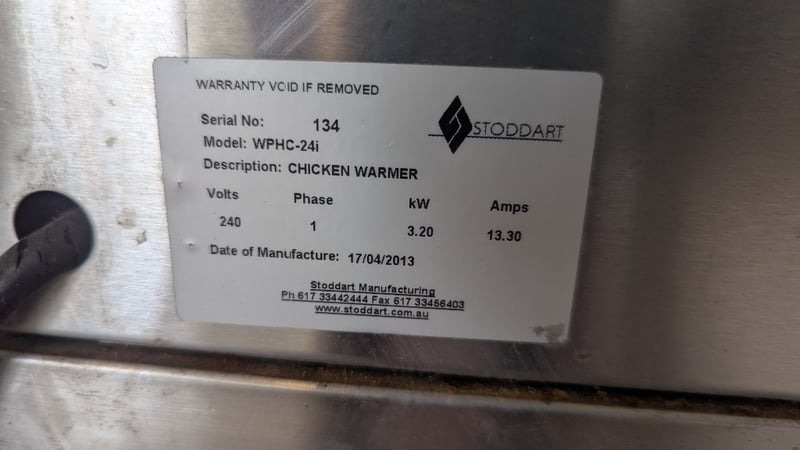 WARRANTY VOID IF REMOVED
STODDART
Serial No: 134
Model: WPHC-24i
Description: CHICKEN WARMER
Volts Phase kW Amps
240 1 3.20 13.30
Date of Manufacture: 17/04/2013
Stoddart Manufacturing
Ph 617 33442444 Fax 617 33456403
www.stoddart.com.au